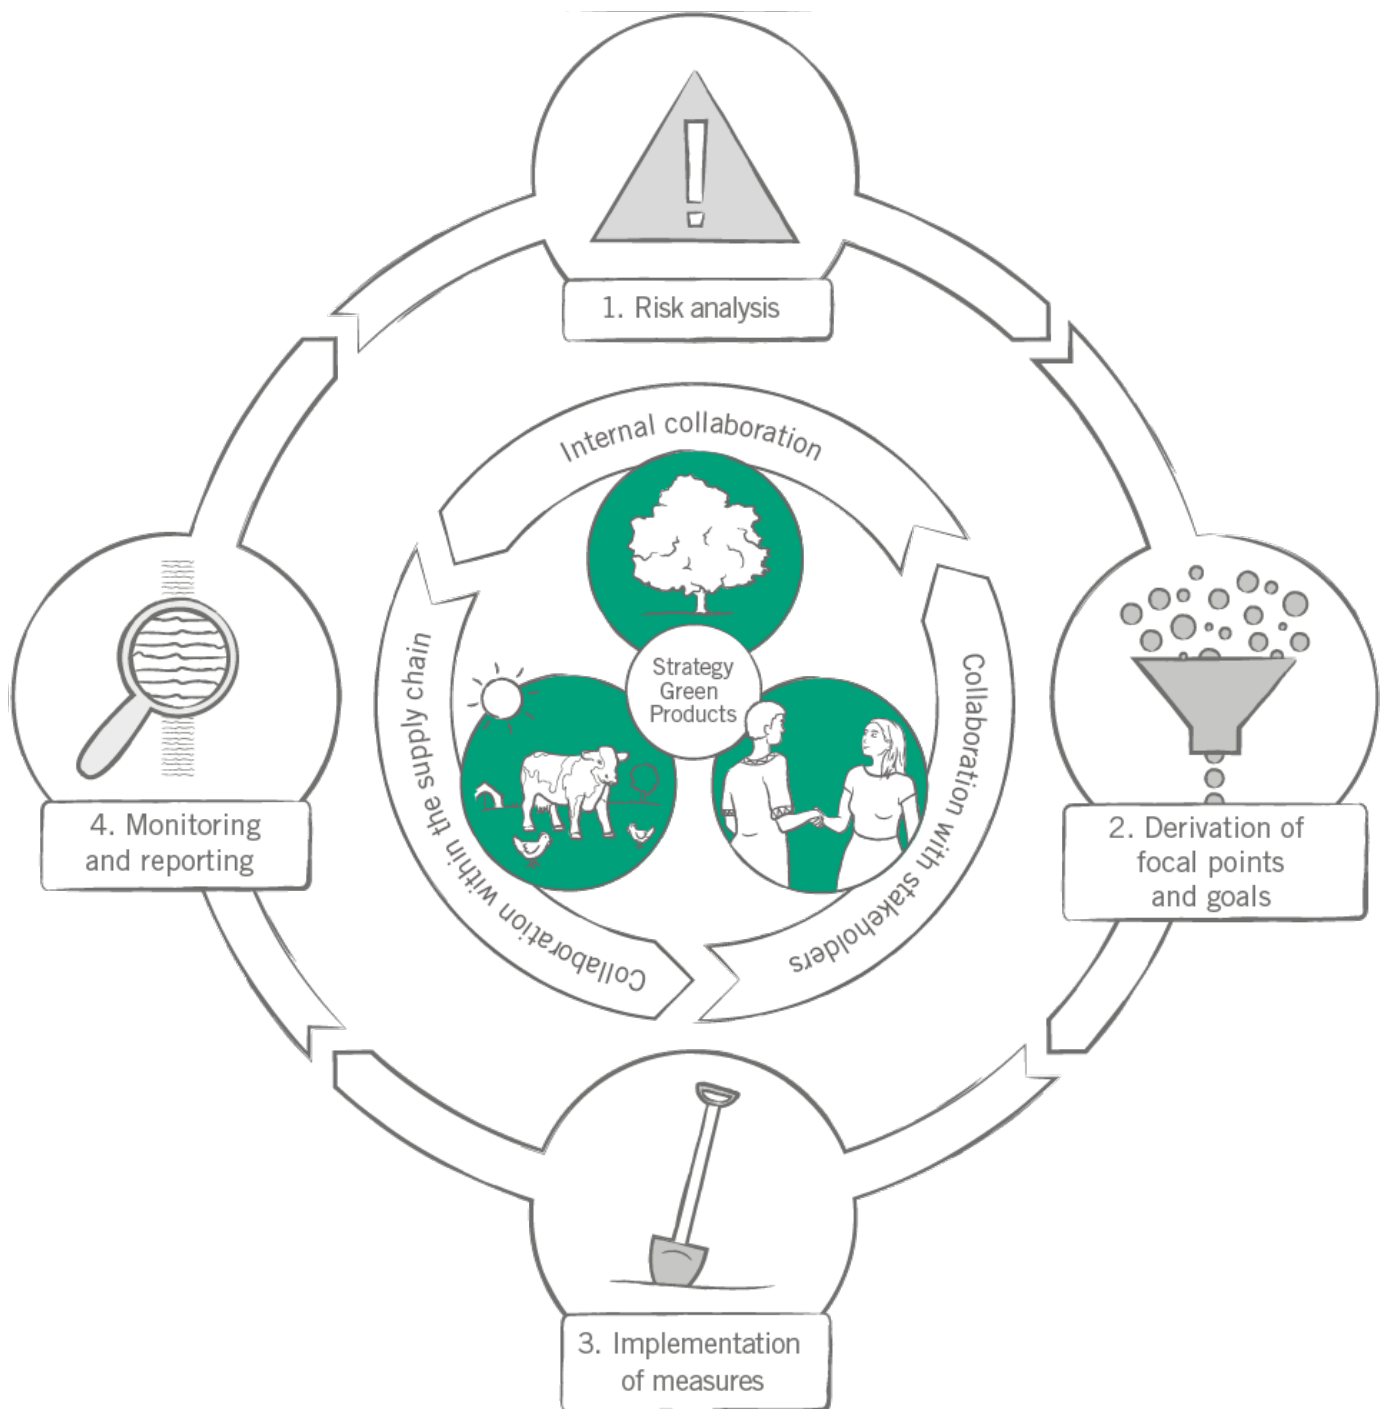 1. Risk analysis
Internal collaboration
Collaboration within the supply chain
Strategy
Green
Products
Collaboration with stakeholders
4. Monitoring
and reporting
2. Derivation of
focal points
and goals
3. Implementation
of measures